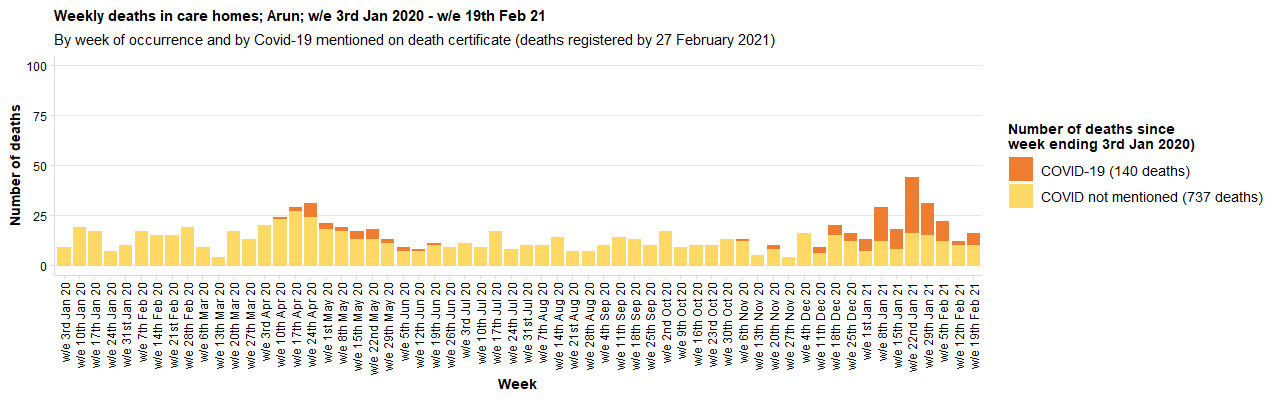 Weekly deaths in care homes; Arun; w/e 3rd Jan 2020 - w/e 19th Feb 21
By week of occurrence and by Covid-19 mentioned on death certificate (deaths registered by 27 February 2021)
Number of deaths
100
75
50
25
0
w/e 3rd Jan 20
w/e 10th Jan 20
w/e 17th Jan 20
w/e 24th Jan 20
w/e 31st Jan 20
w/e 7th Feb 20
w/e 14th Feb 20
w/e 21st Feb 20
w/e 28th Feb 20
w/e 6th Mar 20
w/e 13th Mar 20
w/e 20th Mar 20
w/e 27th Mar 20
w/e 3rd Apr 20
w/e 10th Apr 20
w/e 17th Apr 20
w/e 24th Apr 20
w/e 1st May 20
w/e 8th May 20
w/e 15th May 20
w/e 22nd May 20
w/e 29th May 20
w/e 5th Jun 20
w/e 12th Jun 20
w/e 19th Jun 20
w/e 26th Jun 20
w/e 3rd Jul 20
w/e 10th Jul 20
w/e 17th Jul 20
w/e 24th Jul 20
w/e 31st Jul 20
w/e 7th Aug 20
w/e 14th Aug 20
w/e 21st Aug 20
w/e 28th Aug 20
w/e 4th Sep 20
w/e 11th Sep 20
w/e 18th Sep 20
w/e 25th Sep 20
w/e 2nd Oct 20
w/e 9th Oct 20
w/e 16th Oct 20
w/e 23rd Oct 20
w/e 30th Oct 20
w/e 6th Nov 20
w/e 13th Nov 20
w/e 20th Nov 20
w/e 27th Nov 20
w/e 4th Dec 20
w/e 11th Dec 20
w/e 18th Dec 20
w/e 25th Dec 20
w/e 1st Jan 21
w/e 8th Jan 21
w/e 15th Jan 21
w/e 22nd Jan 21
w/e 29th Jan 21
w/e 5th Feb 21
w/e 12th Feb 21
w/e 19th Feb 21
Week
Number of deaths since
week ending 3rd Jan 2020)
COVID-19 (140 deaths)
COVID not mentioned (737 deaths)